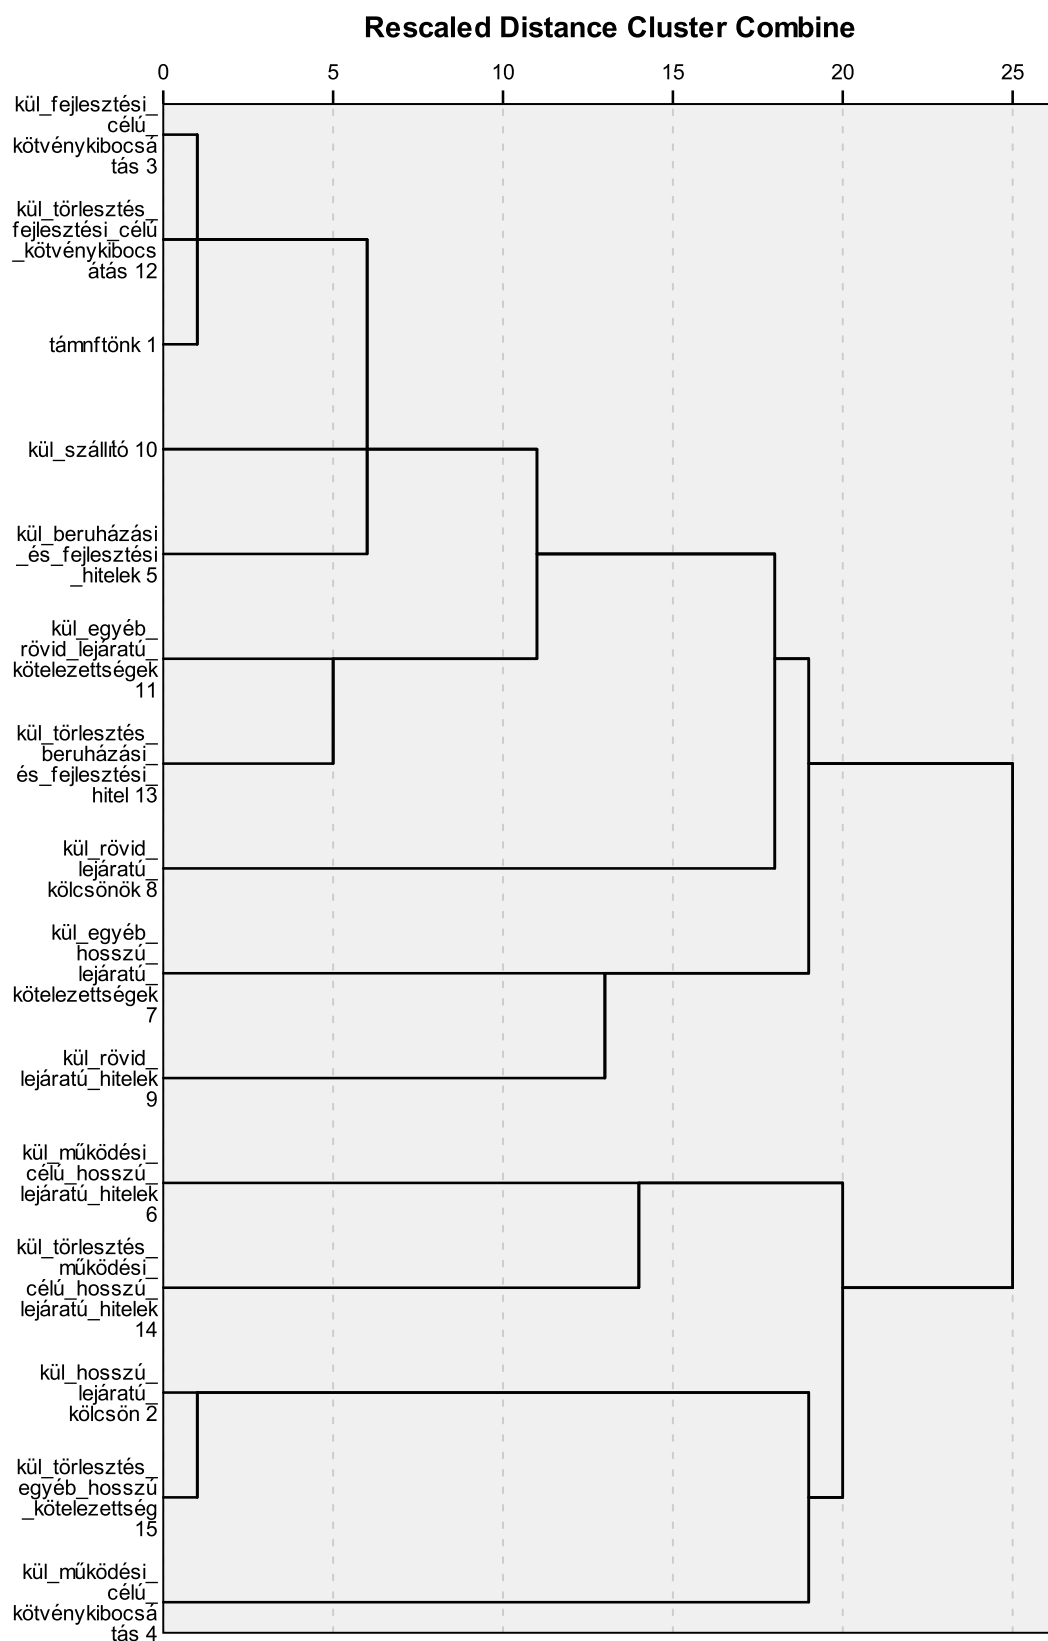 Rescaled Distance Cluster Combine
0 5 10 15 20 25
kül_fejlesztési_
célú_
kötvénykibocsá
tás 3
kül_törlesztés_
fejlesztési_célú
_kötvénykibocs
átás 12
támnftönk 1
kül_szállító 10
kül_beruházási
_és_fejlesztési
_hitelek 5
kül_egyéb_
rövid_lejáratú_
kötelezettségek
11
kül_törlesztés_
beruházási_
és_fejlesztési_
hitel 13
kül_rövid_
lejáratú_
kölcsönök 8
kül_egyéb_
hosszú_
lejáratú_
kötelezettségek
7
kül_rövid_
lejáratú_hitelek
9
kül_működési_
célú_hosszú_
lejáratú_hitelek
6
kül_törlesztés_
működési_
célú_hosszú_
lejáratú_hitelek
14
kül_hosszú_
lejáratú_
kölcsön 2
kül_törlesztés_
egyéb_hosszú
_kötelezettség
15
kül_működési_
célú_
kötvénykibocsá
tás 4